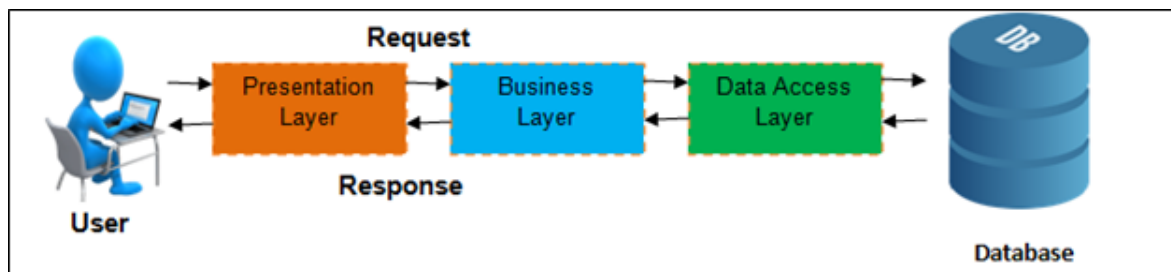 Request
Presentation
Layer
Business
Layer
Data Access
Layer
DB
Response
User
Database